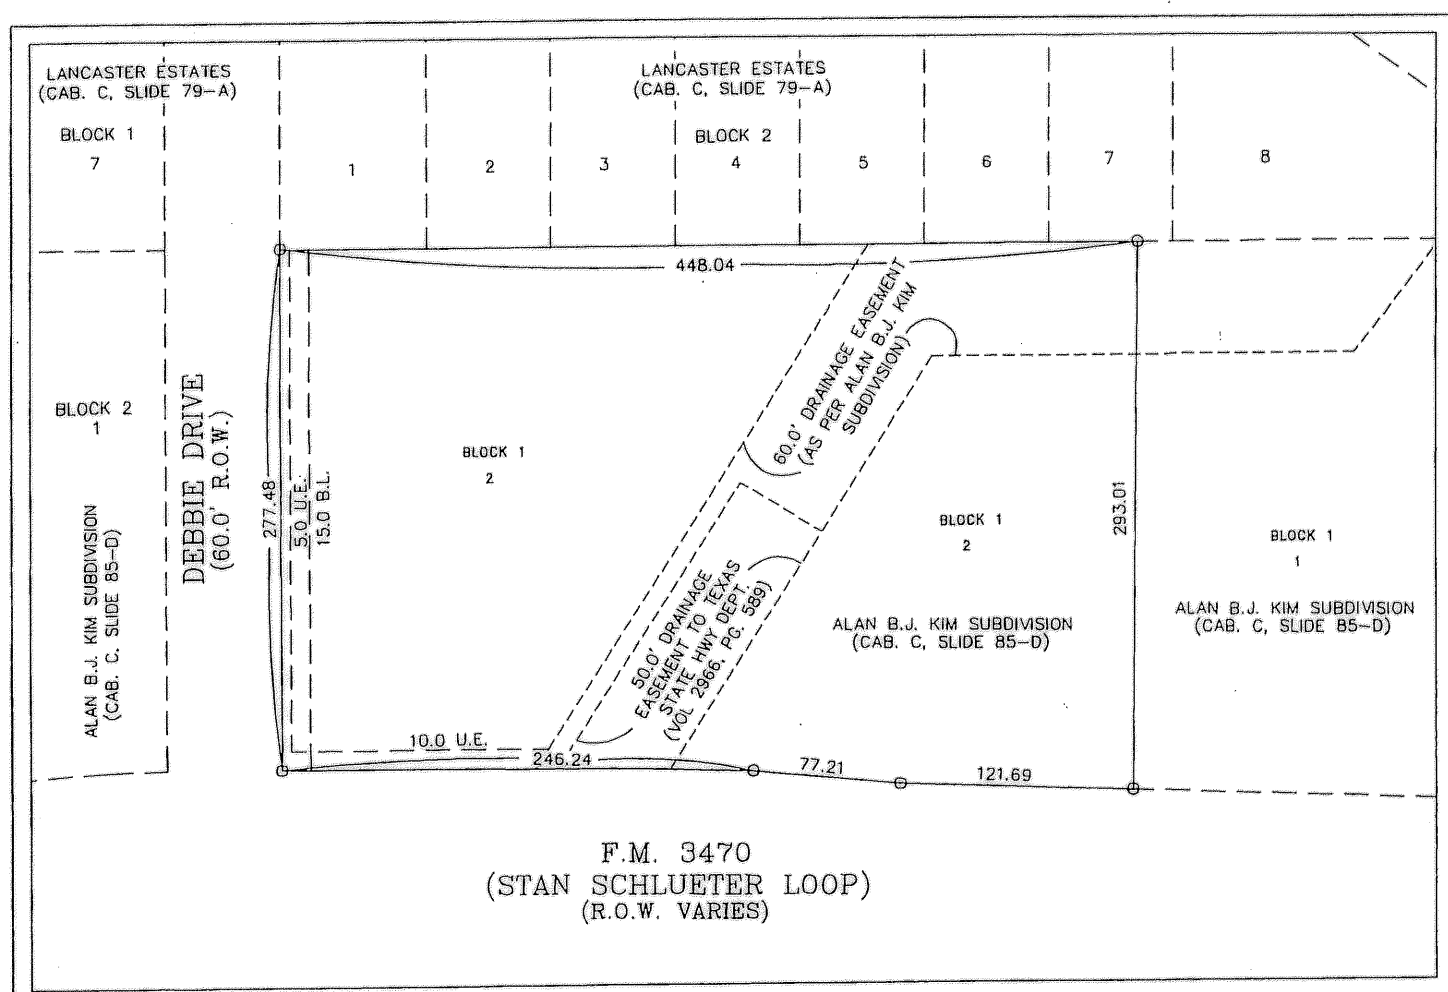 LANCASTER ESTATES
(CAB. C, SLIDE 79-A)
LANCASTER ESTATES
(CAB. C, SLIDE 79-A)
BLOCK 1
7
BLOCK 2
1
2
3
4
5
6
7
8
448.04
60.0' DRAINAGE EASEMENT
(AS PER ALAN B.J. KIM
SUBDIVISION)
BLOCK 2
1
ALAN B.J. KIM SUBDIVISION
(CAB. C, SLIDE 85-D)
DEBBIE DRIVE
(60.0' R.O.W.)
277.48
5.0 U.E.
15.0 B.L.
BLOCK 1
2
50.0' DRAINAGE
EASEMENT TO TEXAS
STATE HWY DEPT.
(VOL 2966, PG. 589)
BLOCK 1
2
ALAN B.J. KIM SUBDIVISION
(CAB. C, SLIDE 85-D)
293.01
BLOCK 1
1
ALAN B.J. KIM SUBDIVISION
(CAB. C, SLIDE 85-D)
10.0 U.E.
246.24
77.21
121.69
F.M. 3470
(STAN SCHLUETER LOOP)
(R.O.W. VARIES)